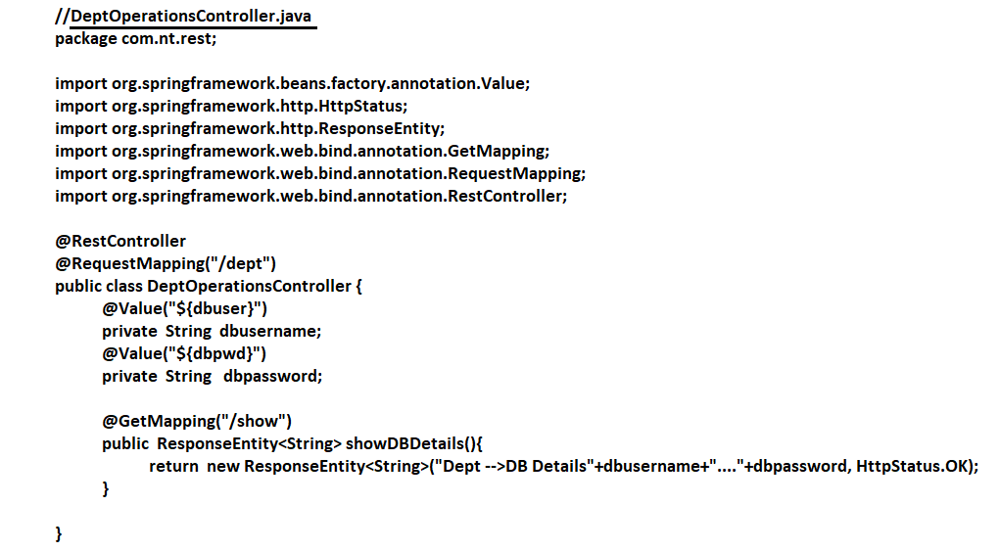 //DeptOperationsController.java
package com.nt.rest;
import org.springframework.beans.factory.annotation.Value;
import org.springframework.http.HttpStatus;
import org.springframework.http.ResponseEntity;
import org.springframework.web.bind.annotation.GetMapping;
import org.springframework.web.bind.annotation.RequestMapping;
import org.springframework.web.bind.annotation.RestController;
@RestController
@RequestMapping("/dept")
public class DeptOperationsController {
@Value("${dbuser}")
private  String  dbusername;
@Value("${dbpwd}")
private  String   dbpassword;
@GetMapping("/show")
public  ResponseEntity<String> showDBDetails(){
return  new ResponseEntity<String>("Dept -->DB Details"+dbusername+"...."+dbpassword, HttpStatus.OK);
}
}